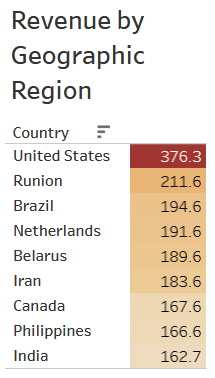 Revenue by
Geographic
Region
Country
United States 376.3
Runion 211.6
Brazil 194.6
Netherlands 191.6
Belarus 189.6
Iran 183.6
Canada 167.6
Philippines 166.6
India 162.7